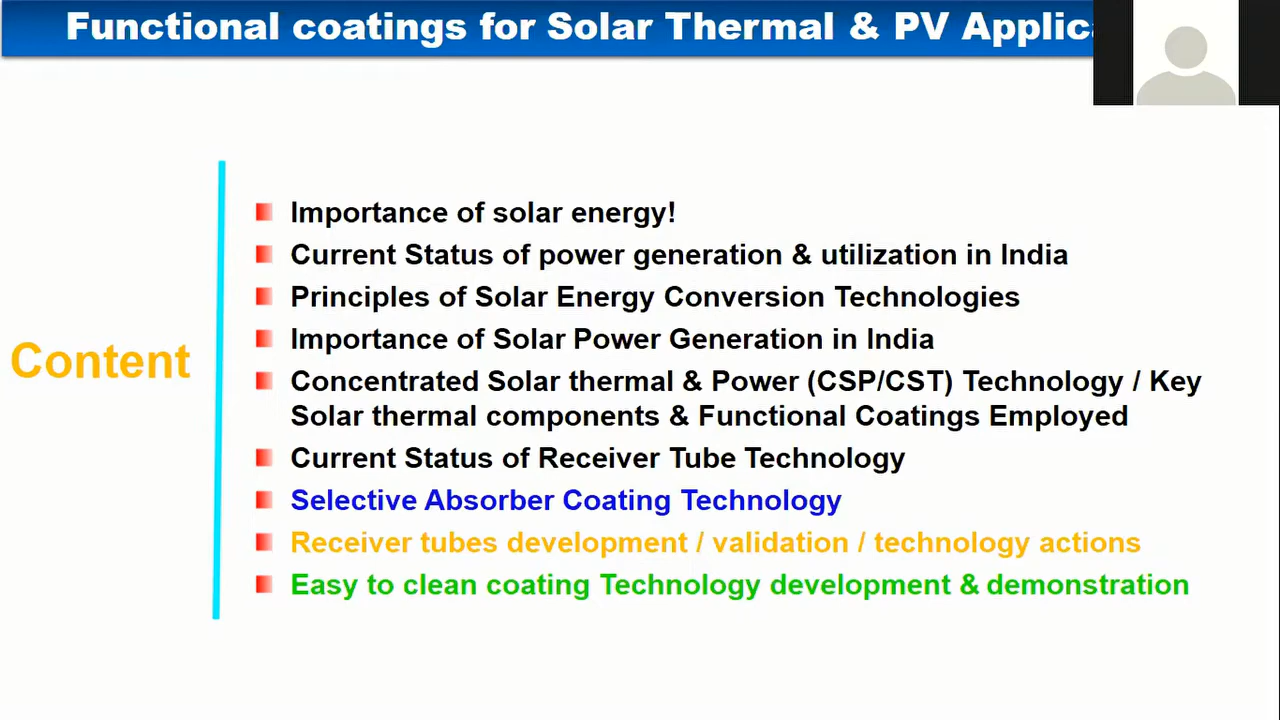 Functional coatings for Solar Thermal & PV
Content
Importance of solar energy!
Current Status of power generation & utilization in India
Principles of Solar Energy Conversion Technologies
Importance of Solar Power Generation in India
Concentrated Solar thermal & Power (CSP/CST) Technology / Key
Solar thermal components & Functional Coatings Employed
Current Status of Receiver Tube Technology
Selective Absorber Coating Technology
Receiver tubes development / validation / technology actions
Easy to clean coating Technology development & demonstration